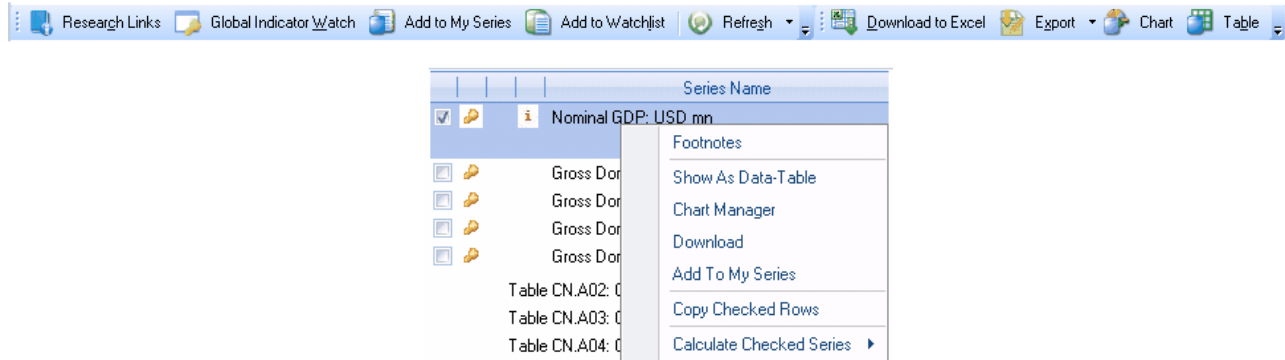 Research Links Global Indicator Watch Add to My Series Add to Watchlist Refresh Download to Excel Export Chart Table
Series Name
i Nominal GDP: USD mn
Footnotes
Gross Dor Show As Data-Table
Gross Dor Chart Manager
Gross Dor Download
Gross Dor Add To My Series
Table CN.A02:
Table CN.A03: Copy Checked Rows
Table CN.A04: Calculate Checked Series